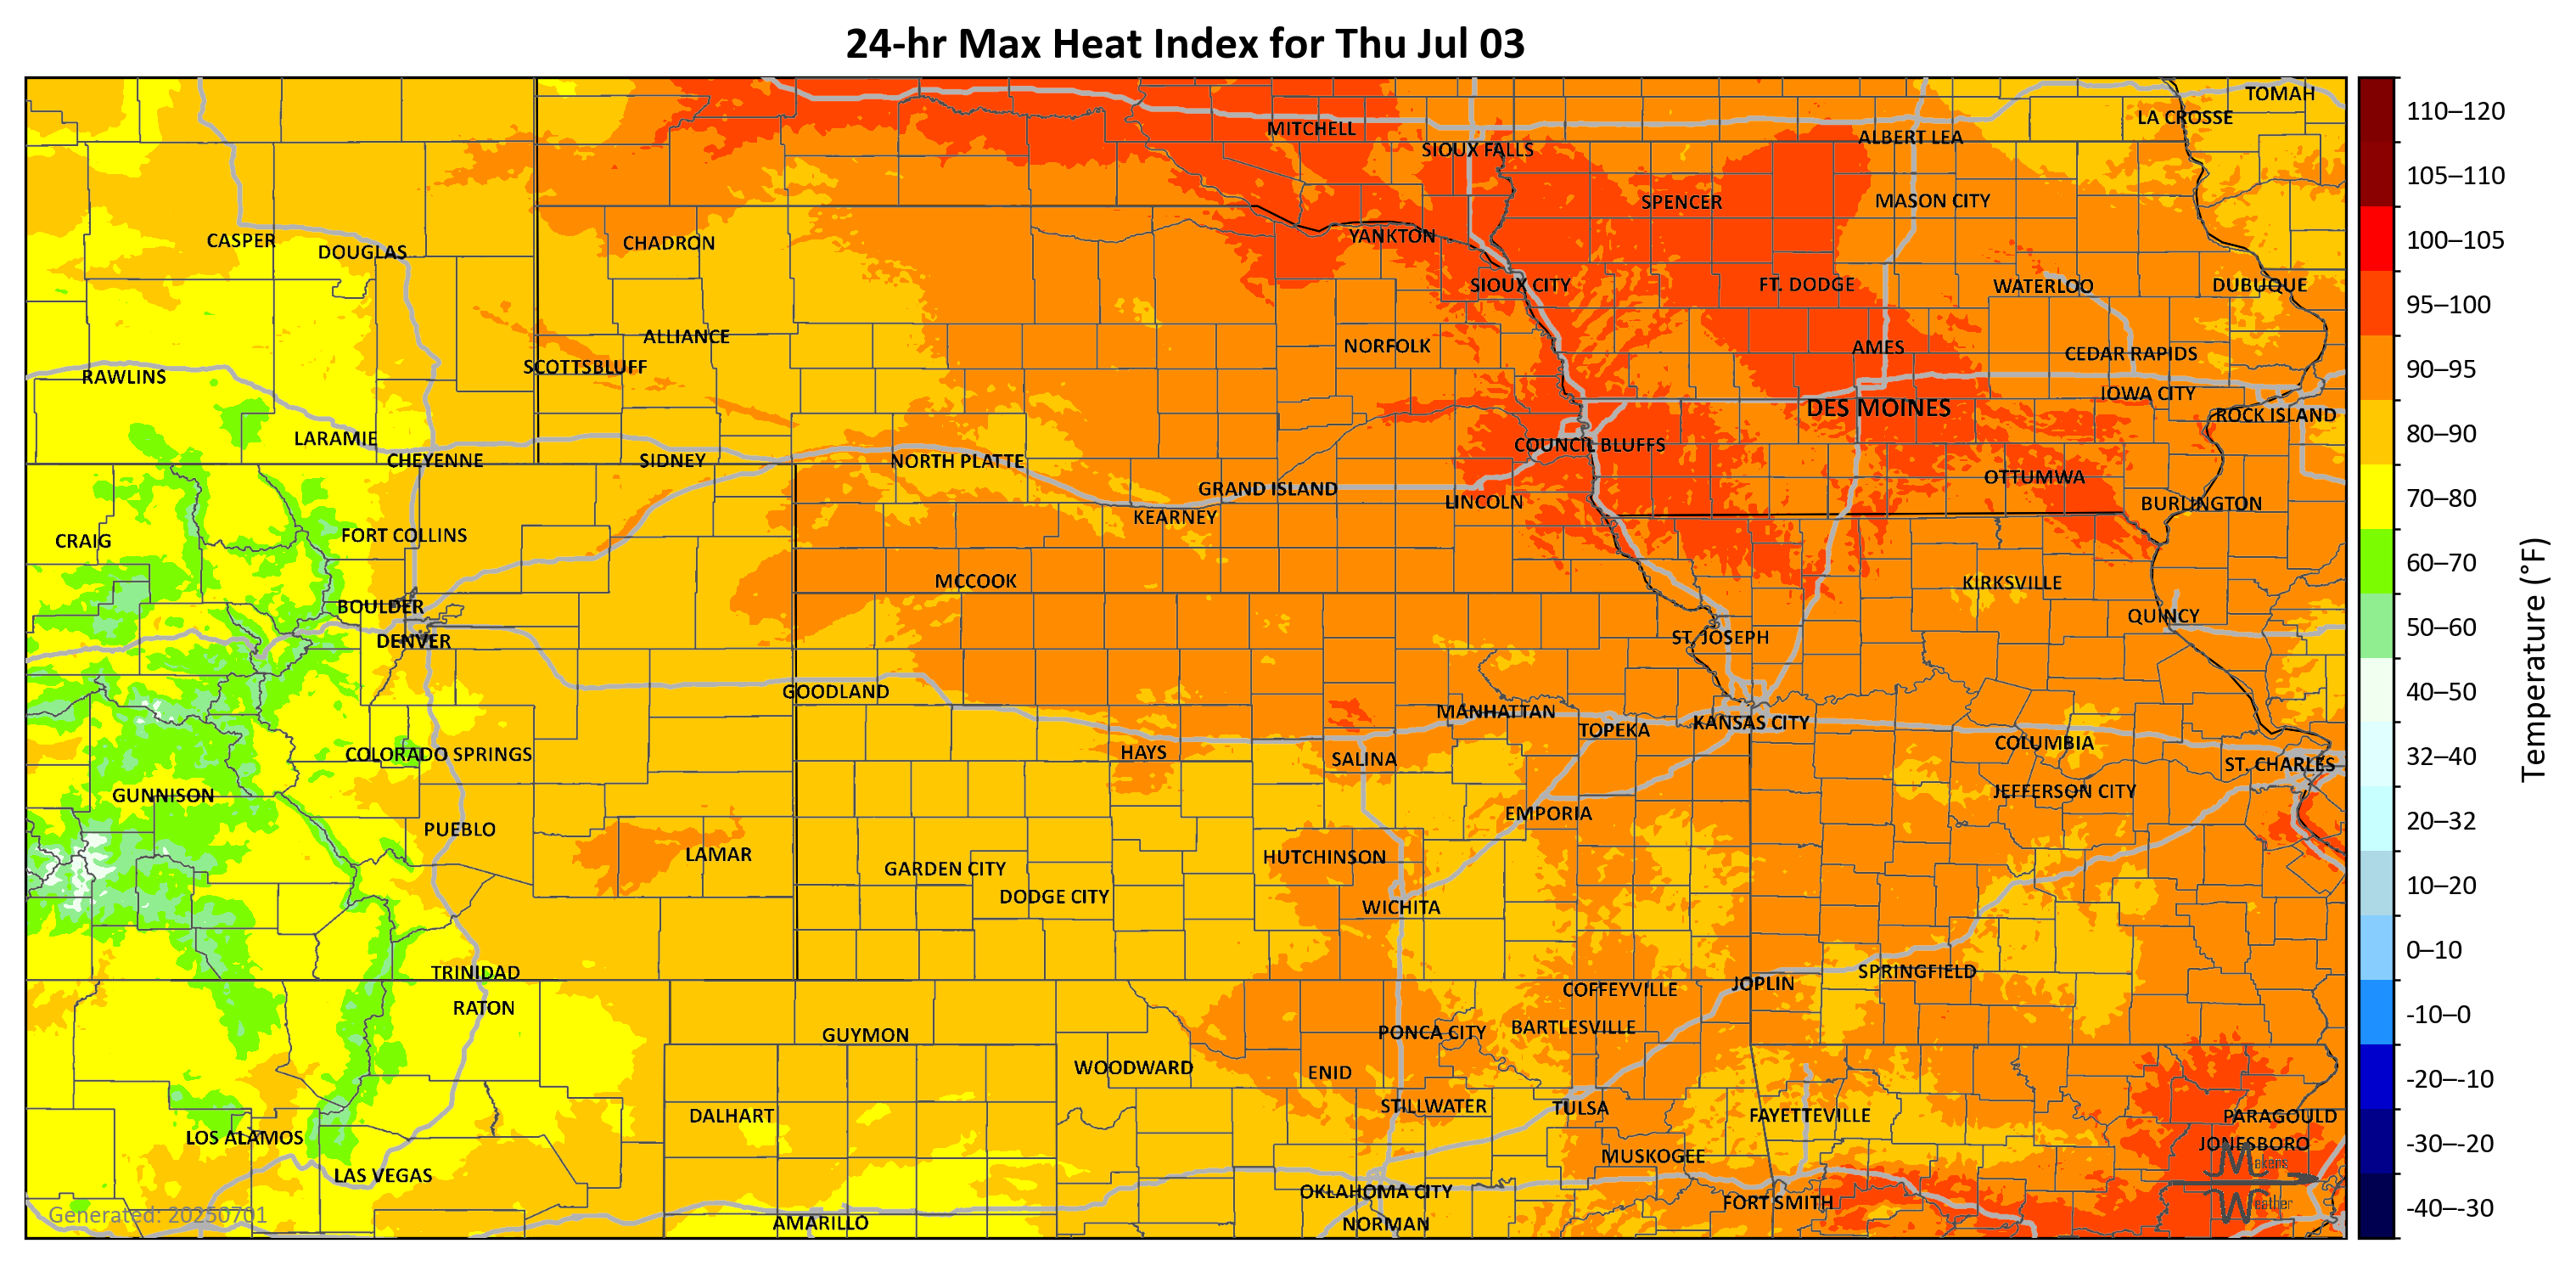 24-hr Max Heat Index for Thu Jul 03
TOMAH
LA CROSSE
MITCHELL
ALBERT LEA
SIOUX FALLS
SPENCER
MASON CITY
CASPER
DOUGLAS
CHADRON
YANKTON
SIOUX CITY
FT. DODGE
WATERLOO
DUBUQUE
ALLIANCE
NORFOLK
AMES
CEDAR RAPIDS
SCOTTSBLUFF
RAWLINS
IOWA CITY
DES MOINES
ROCK ISLAND
LARAMIE
COUNCIL BLUFFS
CHEYENNE
SIDNEY
NORTH PLATTE
OTTUMWA
GRAND ISLAND
LINCOLN
BURLINGTON
KEARNEY
FORT COLLINS
CRAIG
MCCOOK
KIRKSVILLE
BOULDER
QUINCY
DENVER
ST. JOSEPH
GOODLAND
MANHATTAN
KANSAS CITY
TOPEKA
COLUMBIA
HAYS
COLORADO SPRINGS
SALINA
ST. CHARLES
GUNNISON
JEFFERSON CITY
EMPORIA
PUEBLO
LAMAR
HUTCHINSON
GARDEN CITY
DODGE CITY
WICHITA
TRINIDAD
SPRINGFIELD
JOPLIN
COFFEYVILLE
RATON
BARTLESVILLE
PONCA CITY
GUYMON
WOODWARD
ENID
STILLWATER
TULSA
DALHART
FAYETTEVILLE
PARAGOULD
LOS ALAMOS
JONESBORO
MUSKOGEE
LAS VEGAS
OKLAHOMA CITY
FORT SMITH
AMARILLO
NORMAN
Generated: 20250701
Makens
Weather
110–120
105–110
100–105
95–100
90–95
80–90
70–80
60–70
50–60
40–50
32–40
20–32
10–20
0–10
-10–0
-20–-10
-30–-20
-40–-30
Temperature (°F)